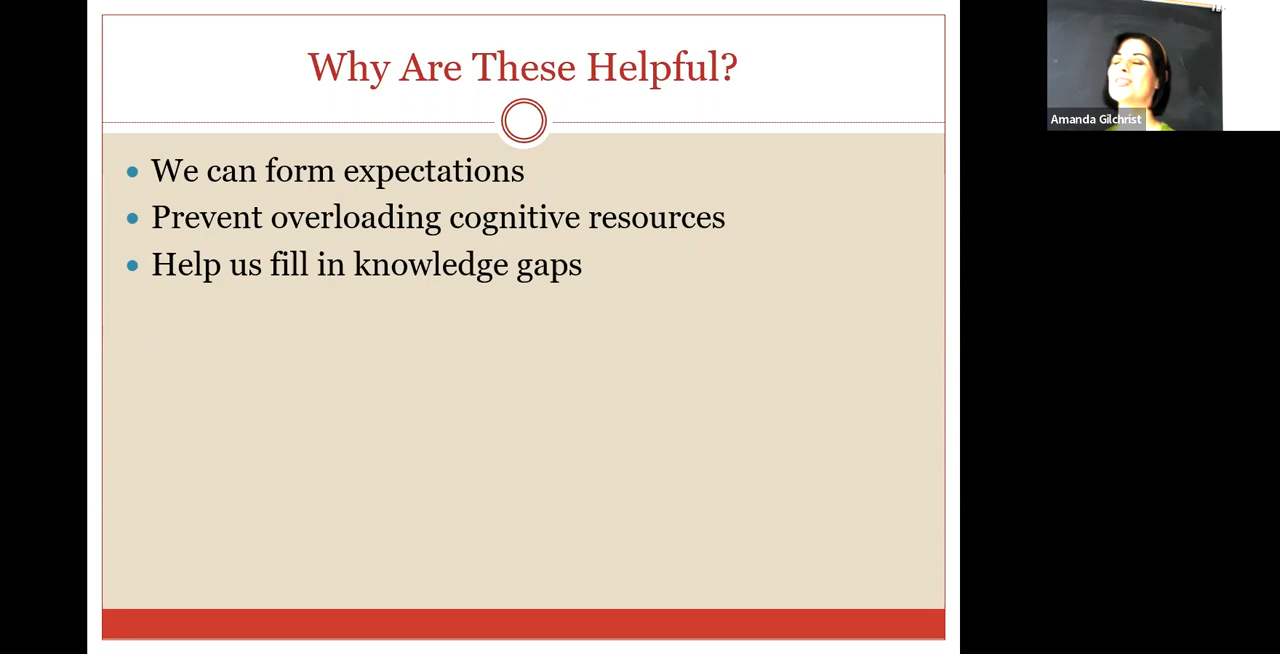 Why Are These Helpful?
We can form expectations
Prevent overloading cognitive resources
Help us fill in knowledge gaps
Amanda Gilchrist